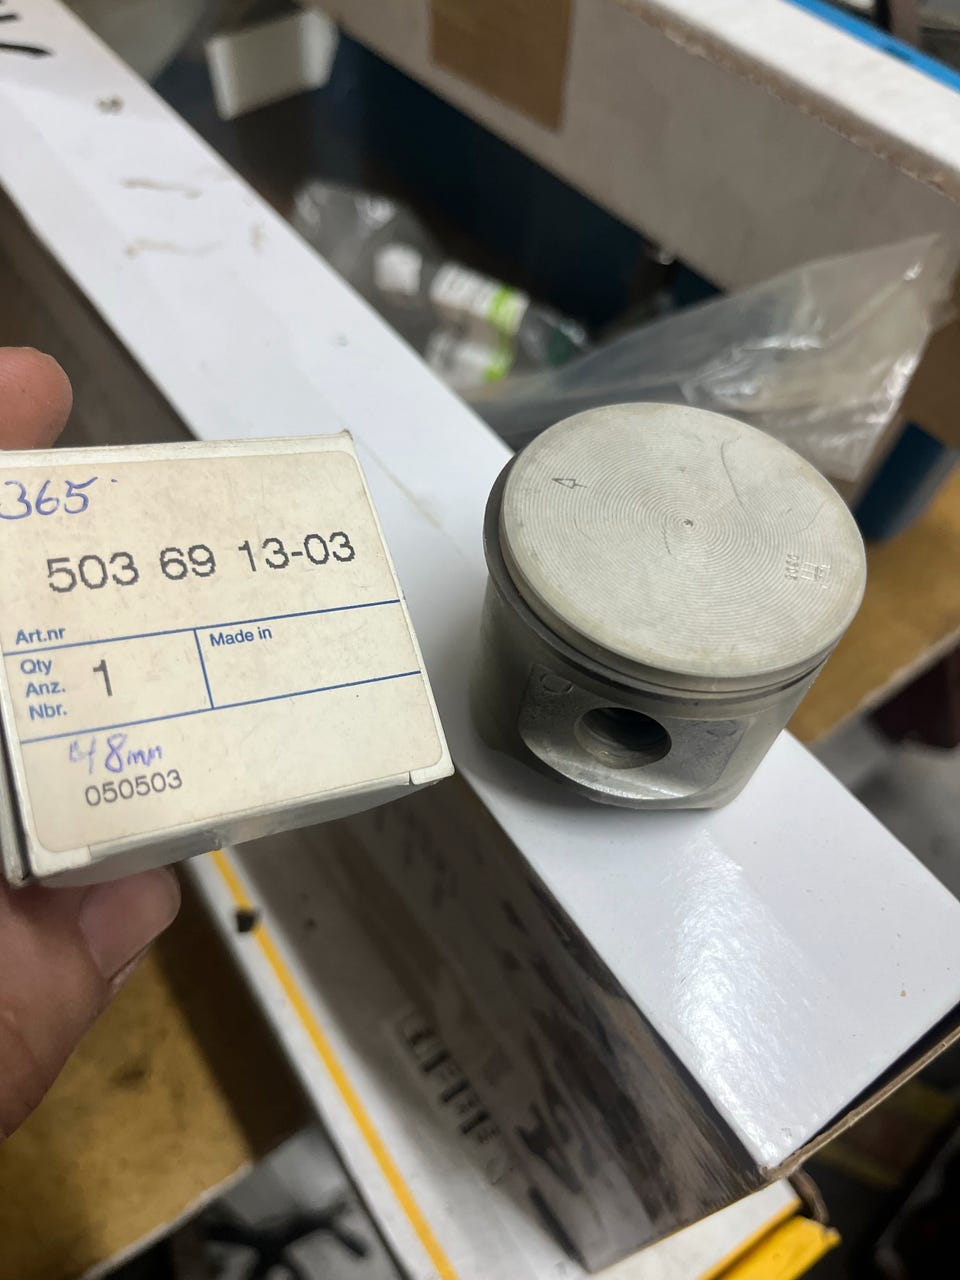 365
503 69 13-03
Art.nr
Qty
Anz.
Nbr.
1
Made in
48mm
050503